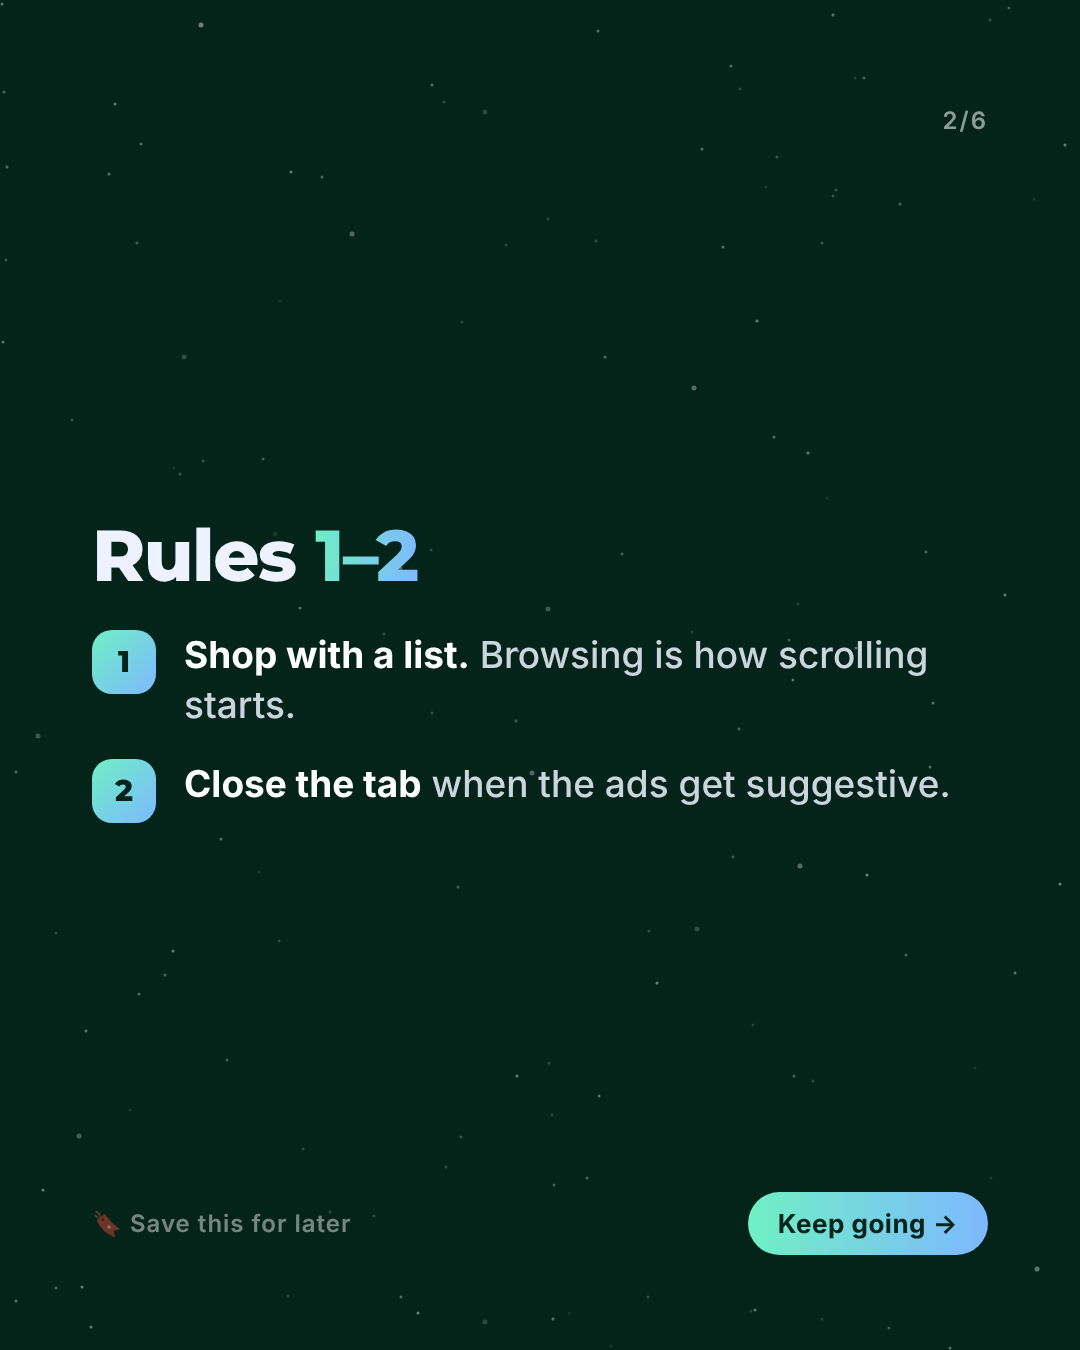 2/6
Rules 1–2
1 Shop with a list. Browsing is how scrolling
starts.
2 Close the tab when the ads get suggestive.
🔖 Save this for later
Keep going →